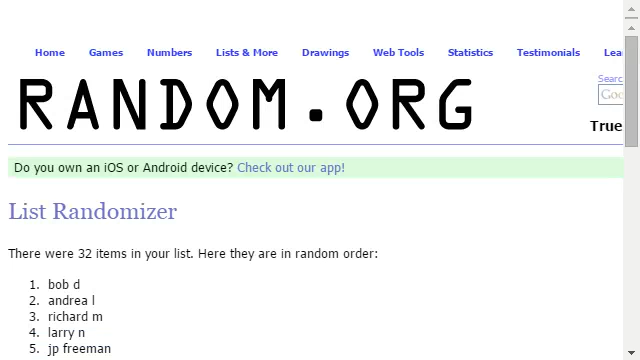 Home Games Numbers Lists & More Drawings Web Tools Statistics Testimonials
RANDOM.ORG
True
Do you own an iOS or Android device? Check out our app!
List Randomizer
There were 32 items in your list. Here they are in random order:
1. bob d
2. andrea l
3. richard m
4. larry n
5. jp freeman